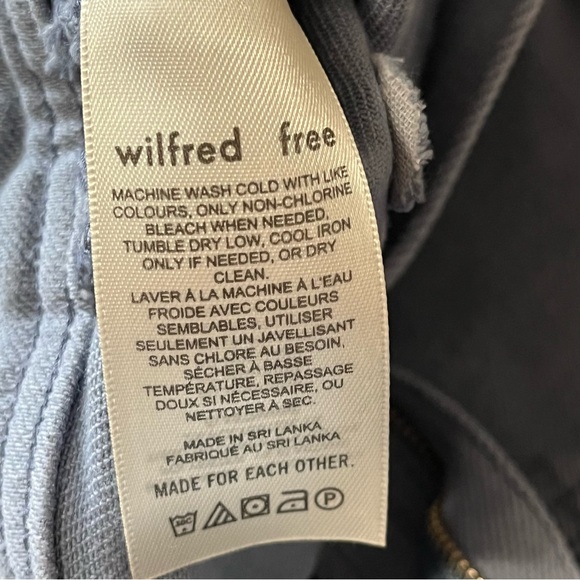 wilfred free
MACHINE WASH COLD WITH LIKE
COLOURS, ONLY NON-CHLORINE
BLEACH WHEN NEEDED,
TUMBLE DRY LOW, COOL IRON
ONLY IF NEEDED, OR DRY
CLEAN.
LAVER À LA MACHINE À L'EAU
FROIDE AVEC COULEURS
SEMBLABLES, UTILISER
SEULEMENT UN JAVELLISANT
SANS CHLORE AU BESOIN,
SÉCHER À BASSE
TEMPÉRATURE, REPASSAGE
DOUX SI NÉCESSAIRE, OU
NETTOYER À SEC.
MADE IN SRI LANKA
FABRIQUÉ AU SRI LANKA
MADE FOR EACH OTHER.
30C P